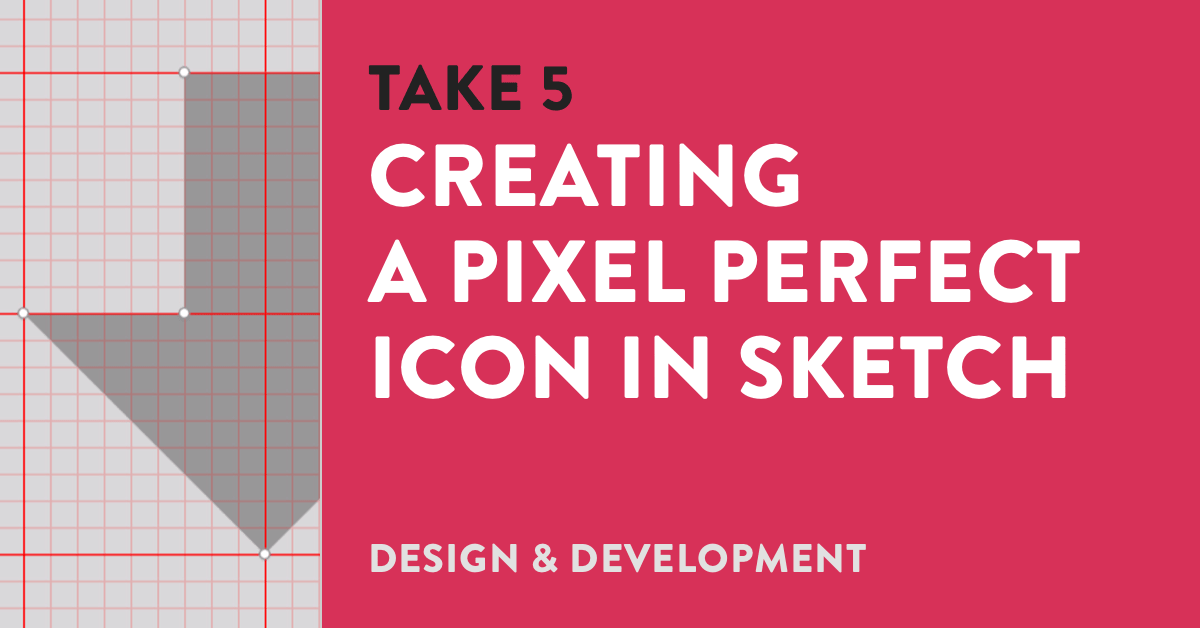 TAKE 5
CREATING
A PIXEL PERFECT
ICON IN SKETCH
DESIGN & DEVELOPMENT